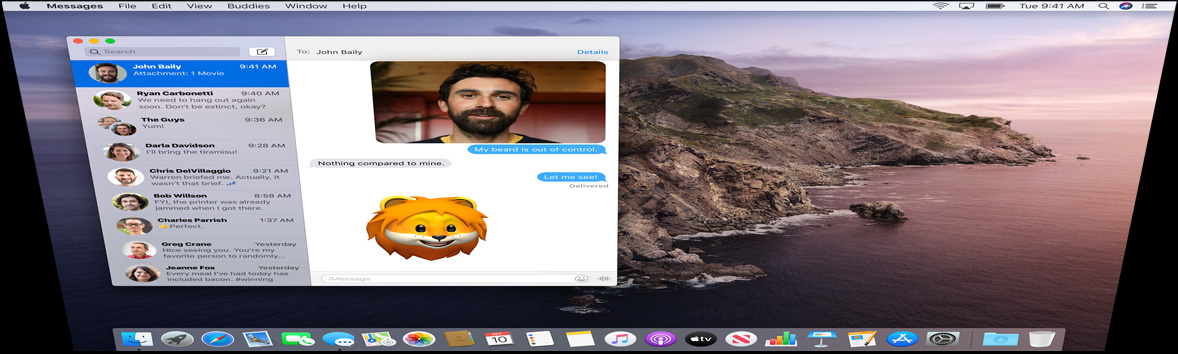 Messages File Edit View Buddies Window Help
Tue 9:41 AM
Search
To: John Baily
Details
John Baily 9:41 AM
Attachment: 1 Movie
Ryan Carbonetti 9:40 AM
We need to hang out again
soon. Don't be extinct, okay?
The Guys 9:36 AM
Yum!
Darla Davidson 9:28 AM
I'll bring the tiramisu!
Chris DelVillaggio 9:21 AM
Warren briefed me. Actually, it
wasn't that brief.
Bob Willson 8:58 AM
FYI, the printer was already
jammed when I got there.
Charles Parrish 1:37 AM
Perfect.
Greg Crane Yesterday
Nice seeing you. You're my
favorite person to randomly...
Jeanne Fox Yesterday
Every meal I've had today has
included bacon. #winning
My beard is out of control.
Nothing compared to mine.
Let me see!
Delivered
iMessage
10
tv